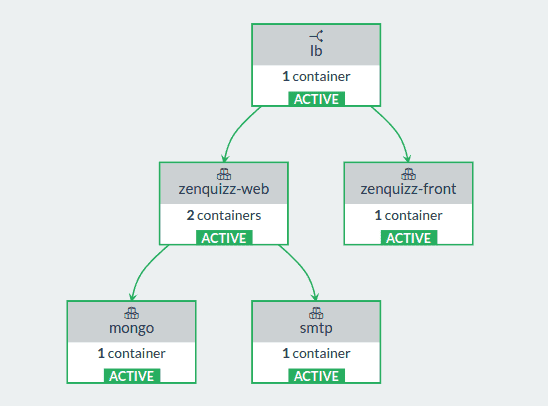 lb
1 container
ACTIVE
zenquizz-web
2 containers
ACTIVE
zenquizz-front
1 container
ACTIVE
mongo
1 container
ACTIVE
smtp
1 container
ACTIVE